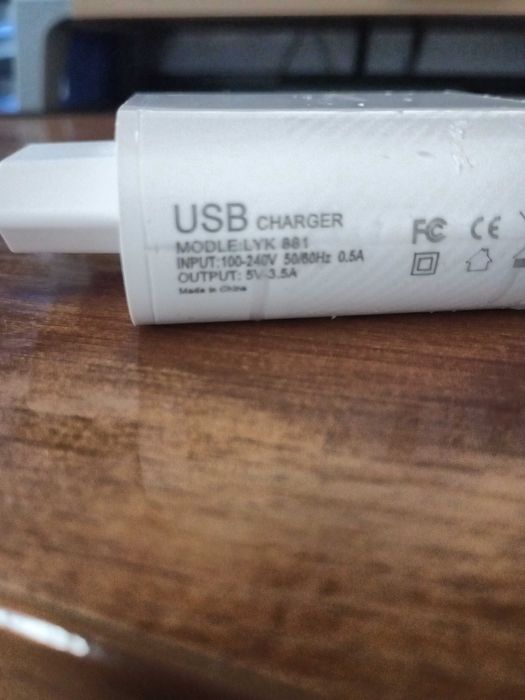 USB CHARGER
MODLE:LYK 881
INPUT:100-240V 50/60Hz 0.5A
OUTPUT: 5V-3.5A
Made in China
FC CE